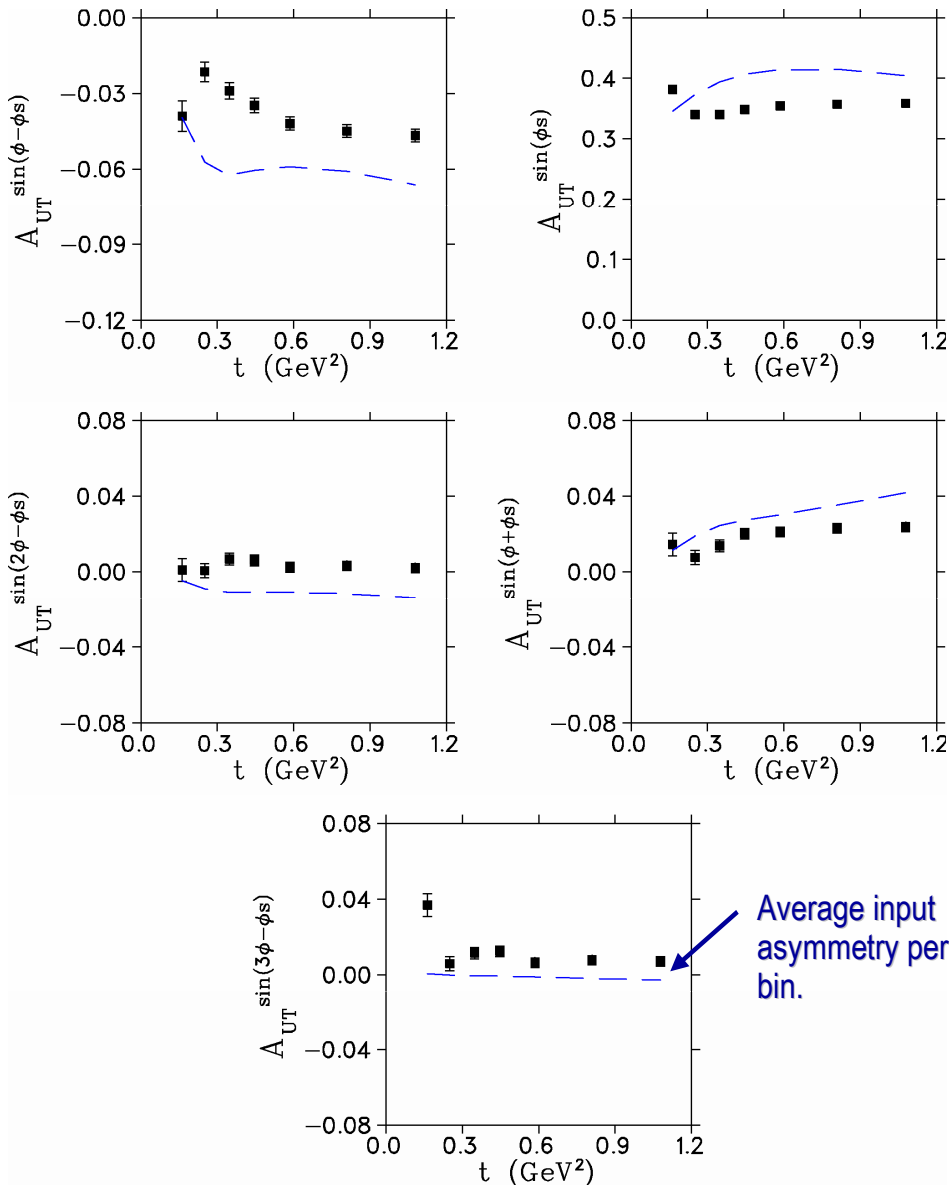 0.00
−0.03
−0.06
−0.09
−0.12
A_UT^sin(ϕ−ϕs)
0.0 0.3 0.6 0.9 1.2
t (GeV²)
0.5
0.4
0.3
0.2
0.1
0.0
A_UT^sin(ϕs)
0.0 0.3 0.6 0.9 1.2
t (GeV²)
0.08
0.04
0.00
−0.04
−0.08
A_UT^sin(2ϕ−ϕs)
0.0 0.3 0.6 0.9 1.2
t (GeV²)
0.08
0.04
0.00
−0.04
−0.08
A_UT^sin(ϕ+ϕs)
0.0 0.3 0.6 0.9 1.2
t (GeV²)
0.08
0.04
0.00
−0.04
−0.08
A_UT^sin(3ϕ−ϕs)
0.0 0.3 0.6 0.9 1.2
t (GeV²)
Average input
asymmetry per
bin.